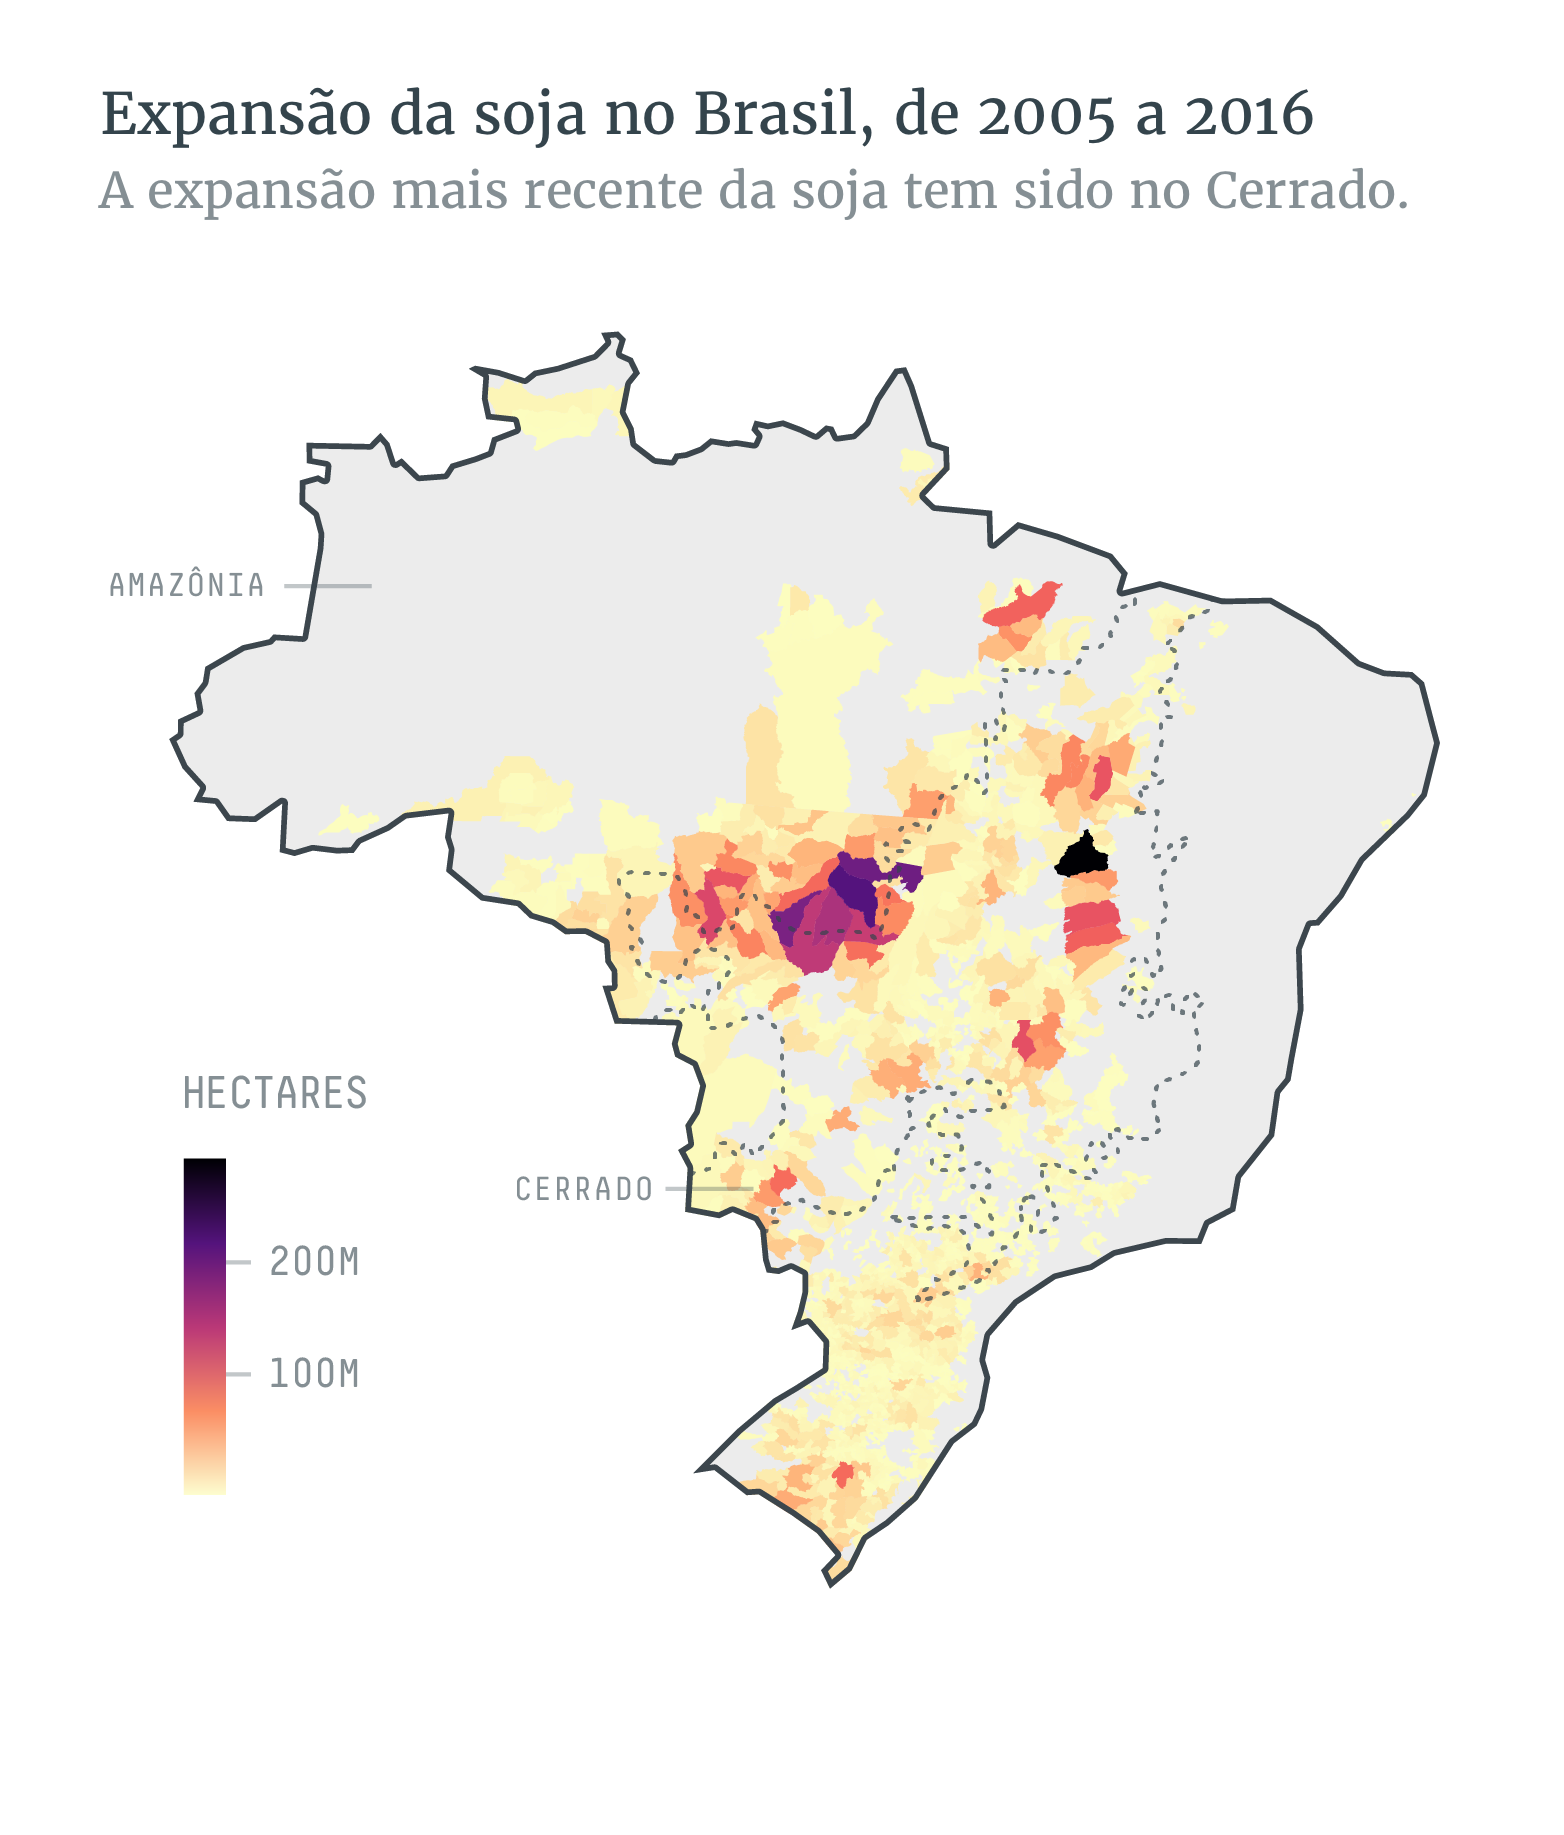 Expansão da soja no Brasil, de 2005 a 2016
A expansão mais recente da soja tem sido no Cerrado.
AMAZÔNIA
HECTARES
200M
100M
CERRADO